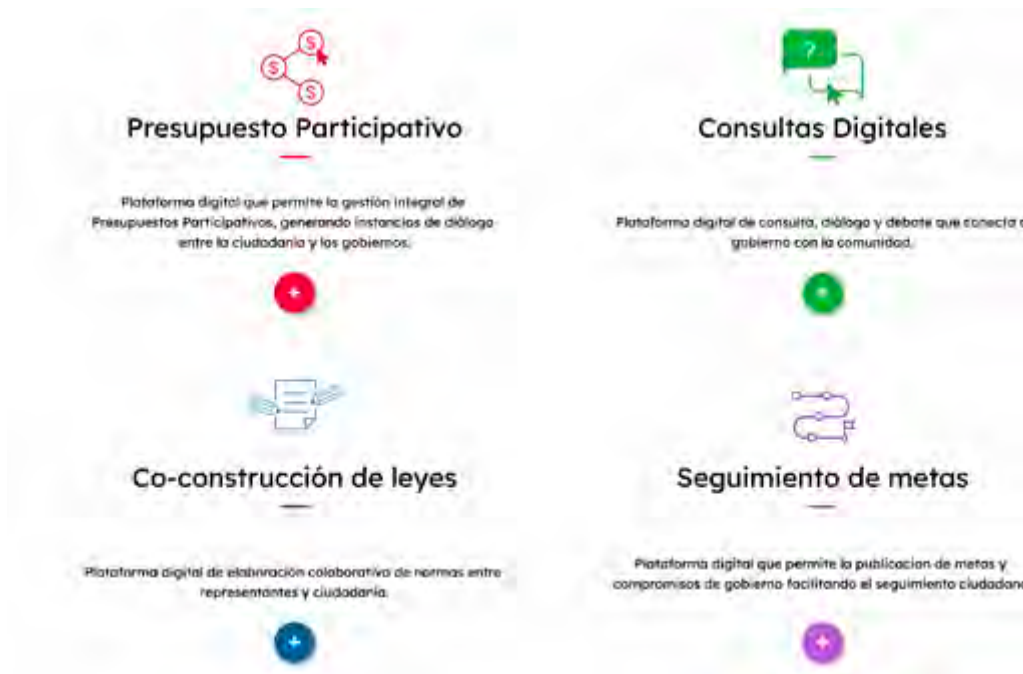 $
$
$
Presupuesto Participativo
Plataforma digital que permite la gestión integral de
Presupuestos Participativos, generando instancias de diálogo
entre la ciudadanía y los gobiernos.
+
?
Consultas Digitales
Plataforma digital de consulta, diálogo y debate que conecta
gobierno con la comunidad.
+
Co-construcción de leyes
Plataforma digital de elaboración colaborativa de normas entre
representantes y ciudadanía.
+
Seguimiento de metas
Plataforma digital que permite la publicacion de metas y
compromisos de gobierno facilitando el seguimiento ciudadano
+